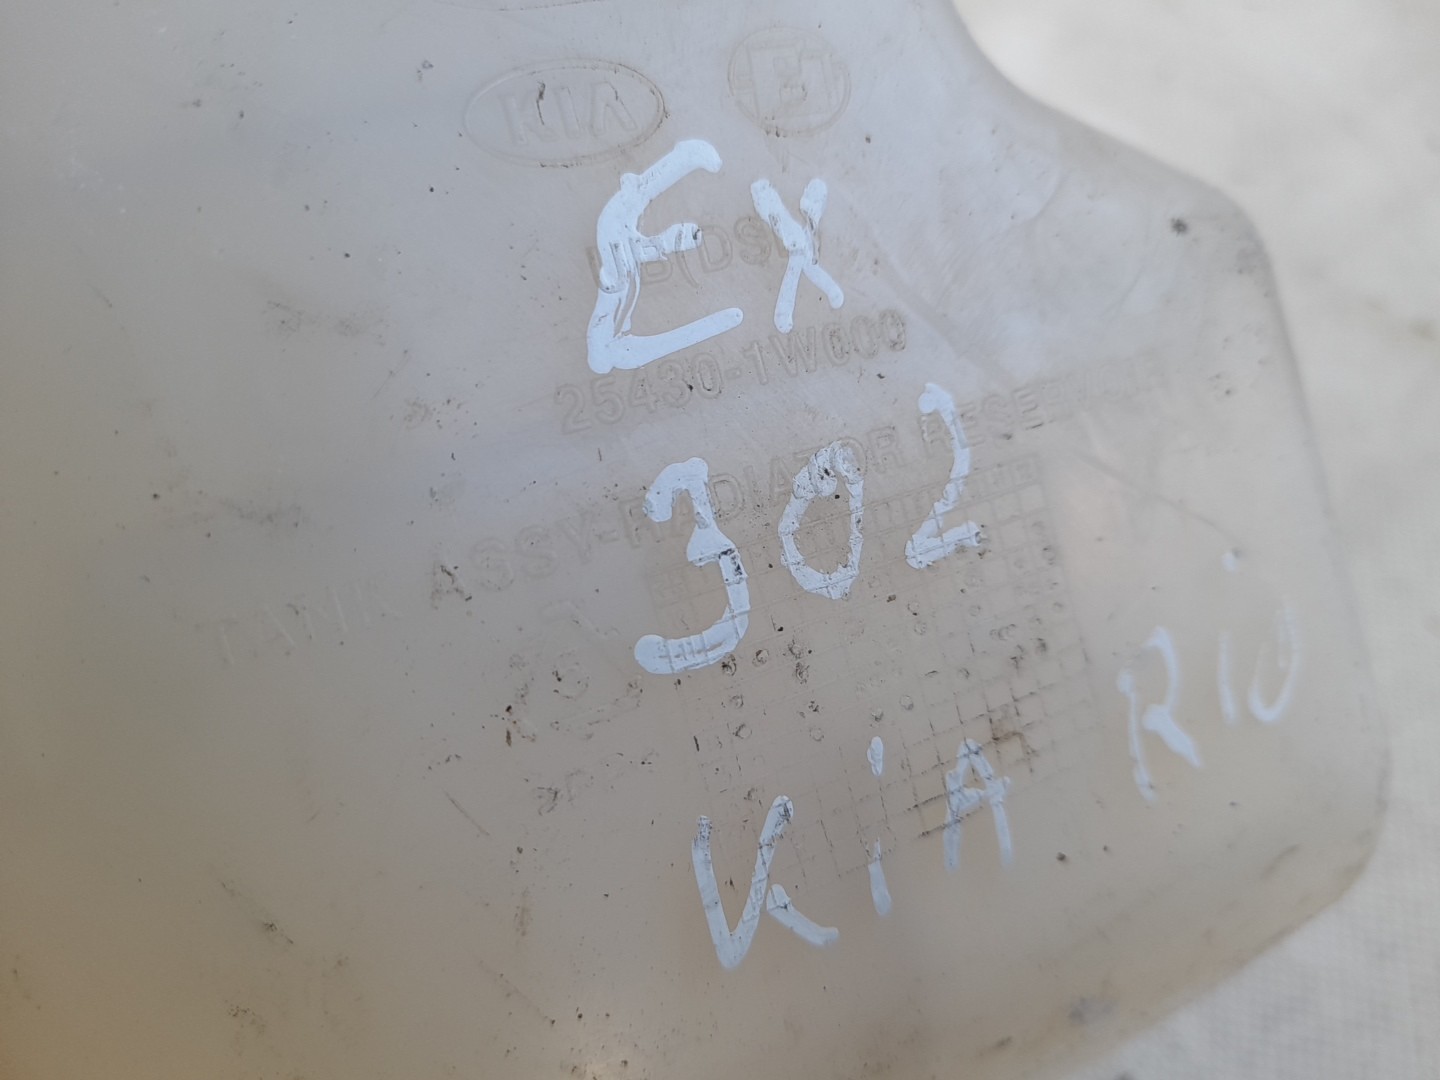 KIA
EX
25430-1W000
TANK ASSY-RADIATOR RESERVOIR
302
KiA RiO